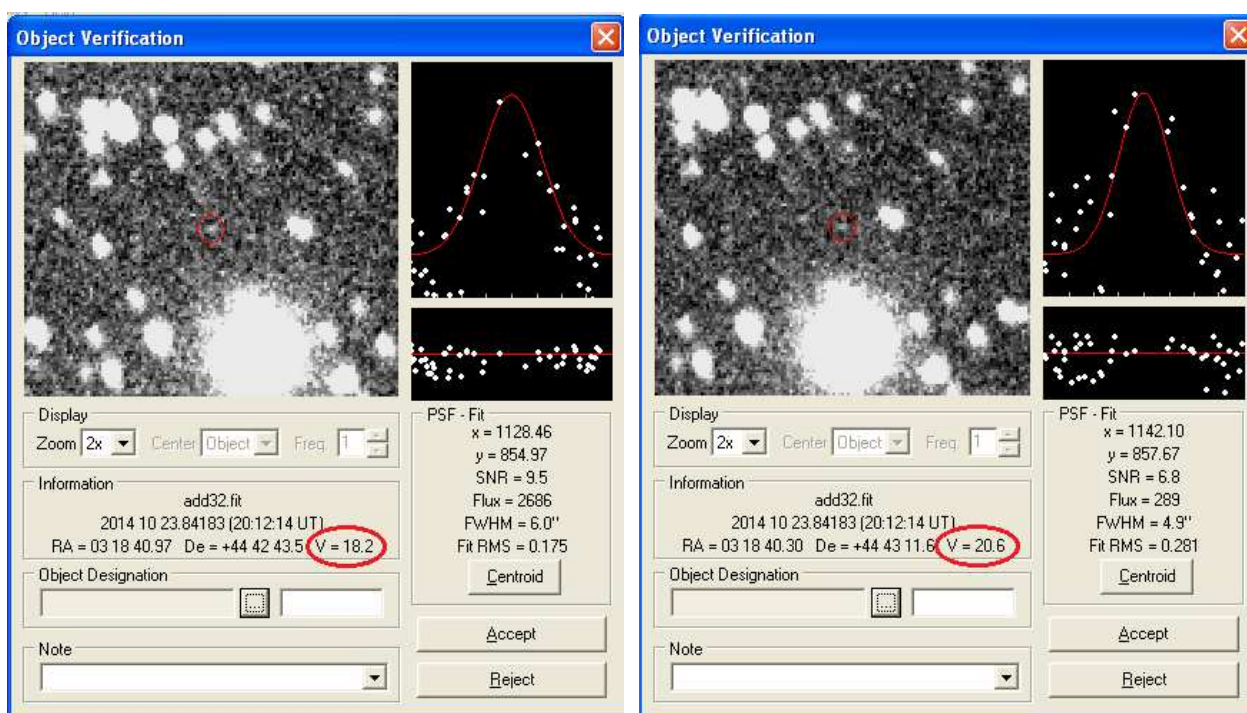 Object Verification
Display
Zoom 2x Center Object Freq. 1
Information
add32.fit
2014 10 23.84183 (20:12:14 UT)
RA = 03 18 40.97 De = +44 42 43.5 V = 18.2
Object Designation
...
Note
PSF - Fit
x = 1128.46
y = 854.97
SNR = 9.5
Flux = 2686
FWHM = 6.0''
Fit RMS = 0.175
Centroid
Accept
Reject
Object Verification
Display
Zoom 2x Center Object Freq. 1
Information
add32.fit
2014 10 23.84183 (20:12:14 UT)
RA = 03 18 40.30 De = +44 43 11.6 V = 20.6
Object Designation
...
Note
PSF - Fit
x = 1142.10
y = 857.67
SNR = 6.8
Flux = 289
FWHM = 4.9''
Fit RMS = 0.281
Centroid
Accept
Reject